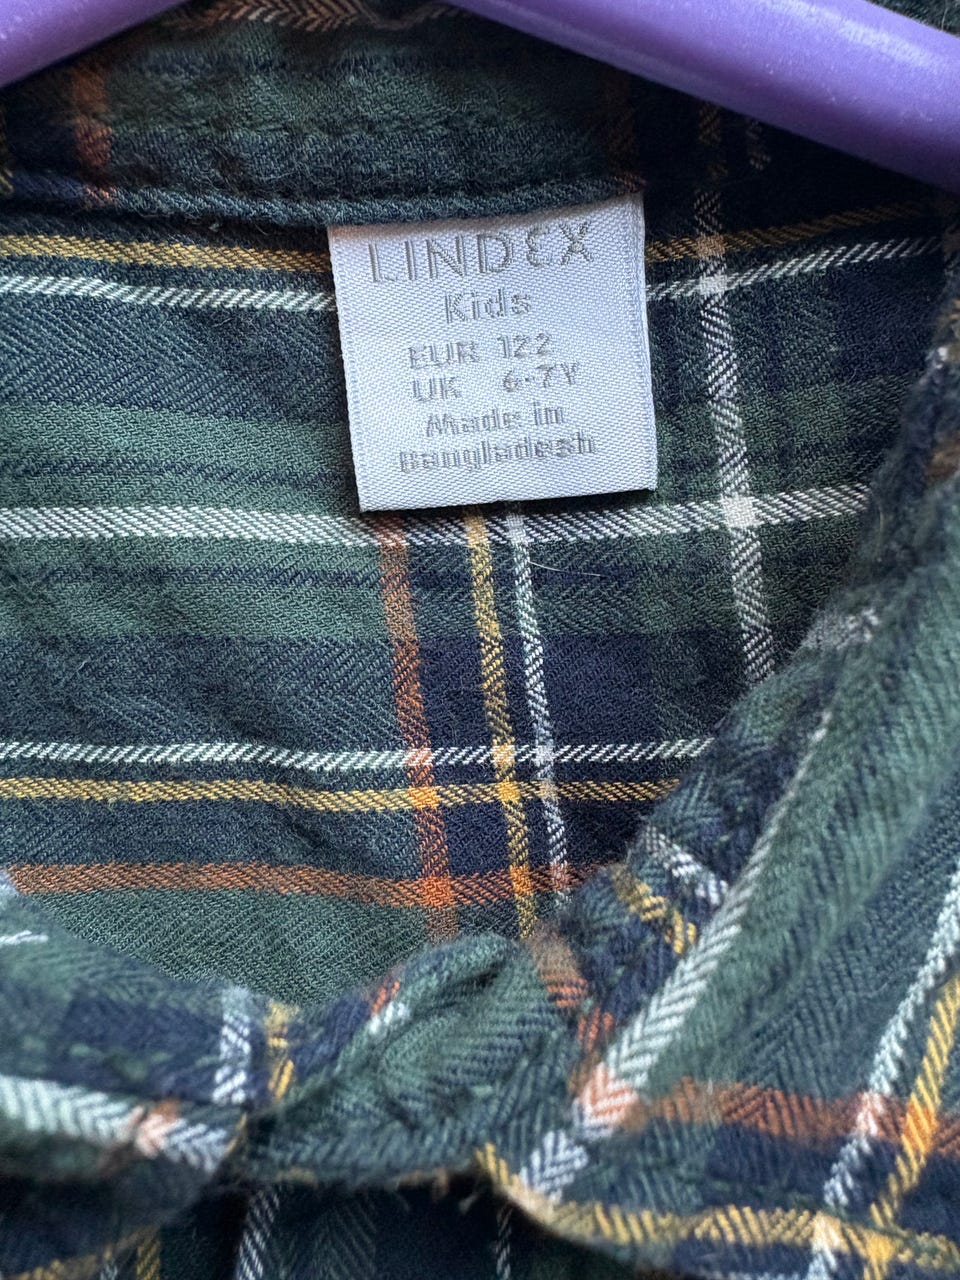 LINDEX
Kids
EUR 122
UK 6-7Y
Made in
Bangladesh